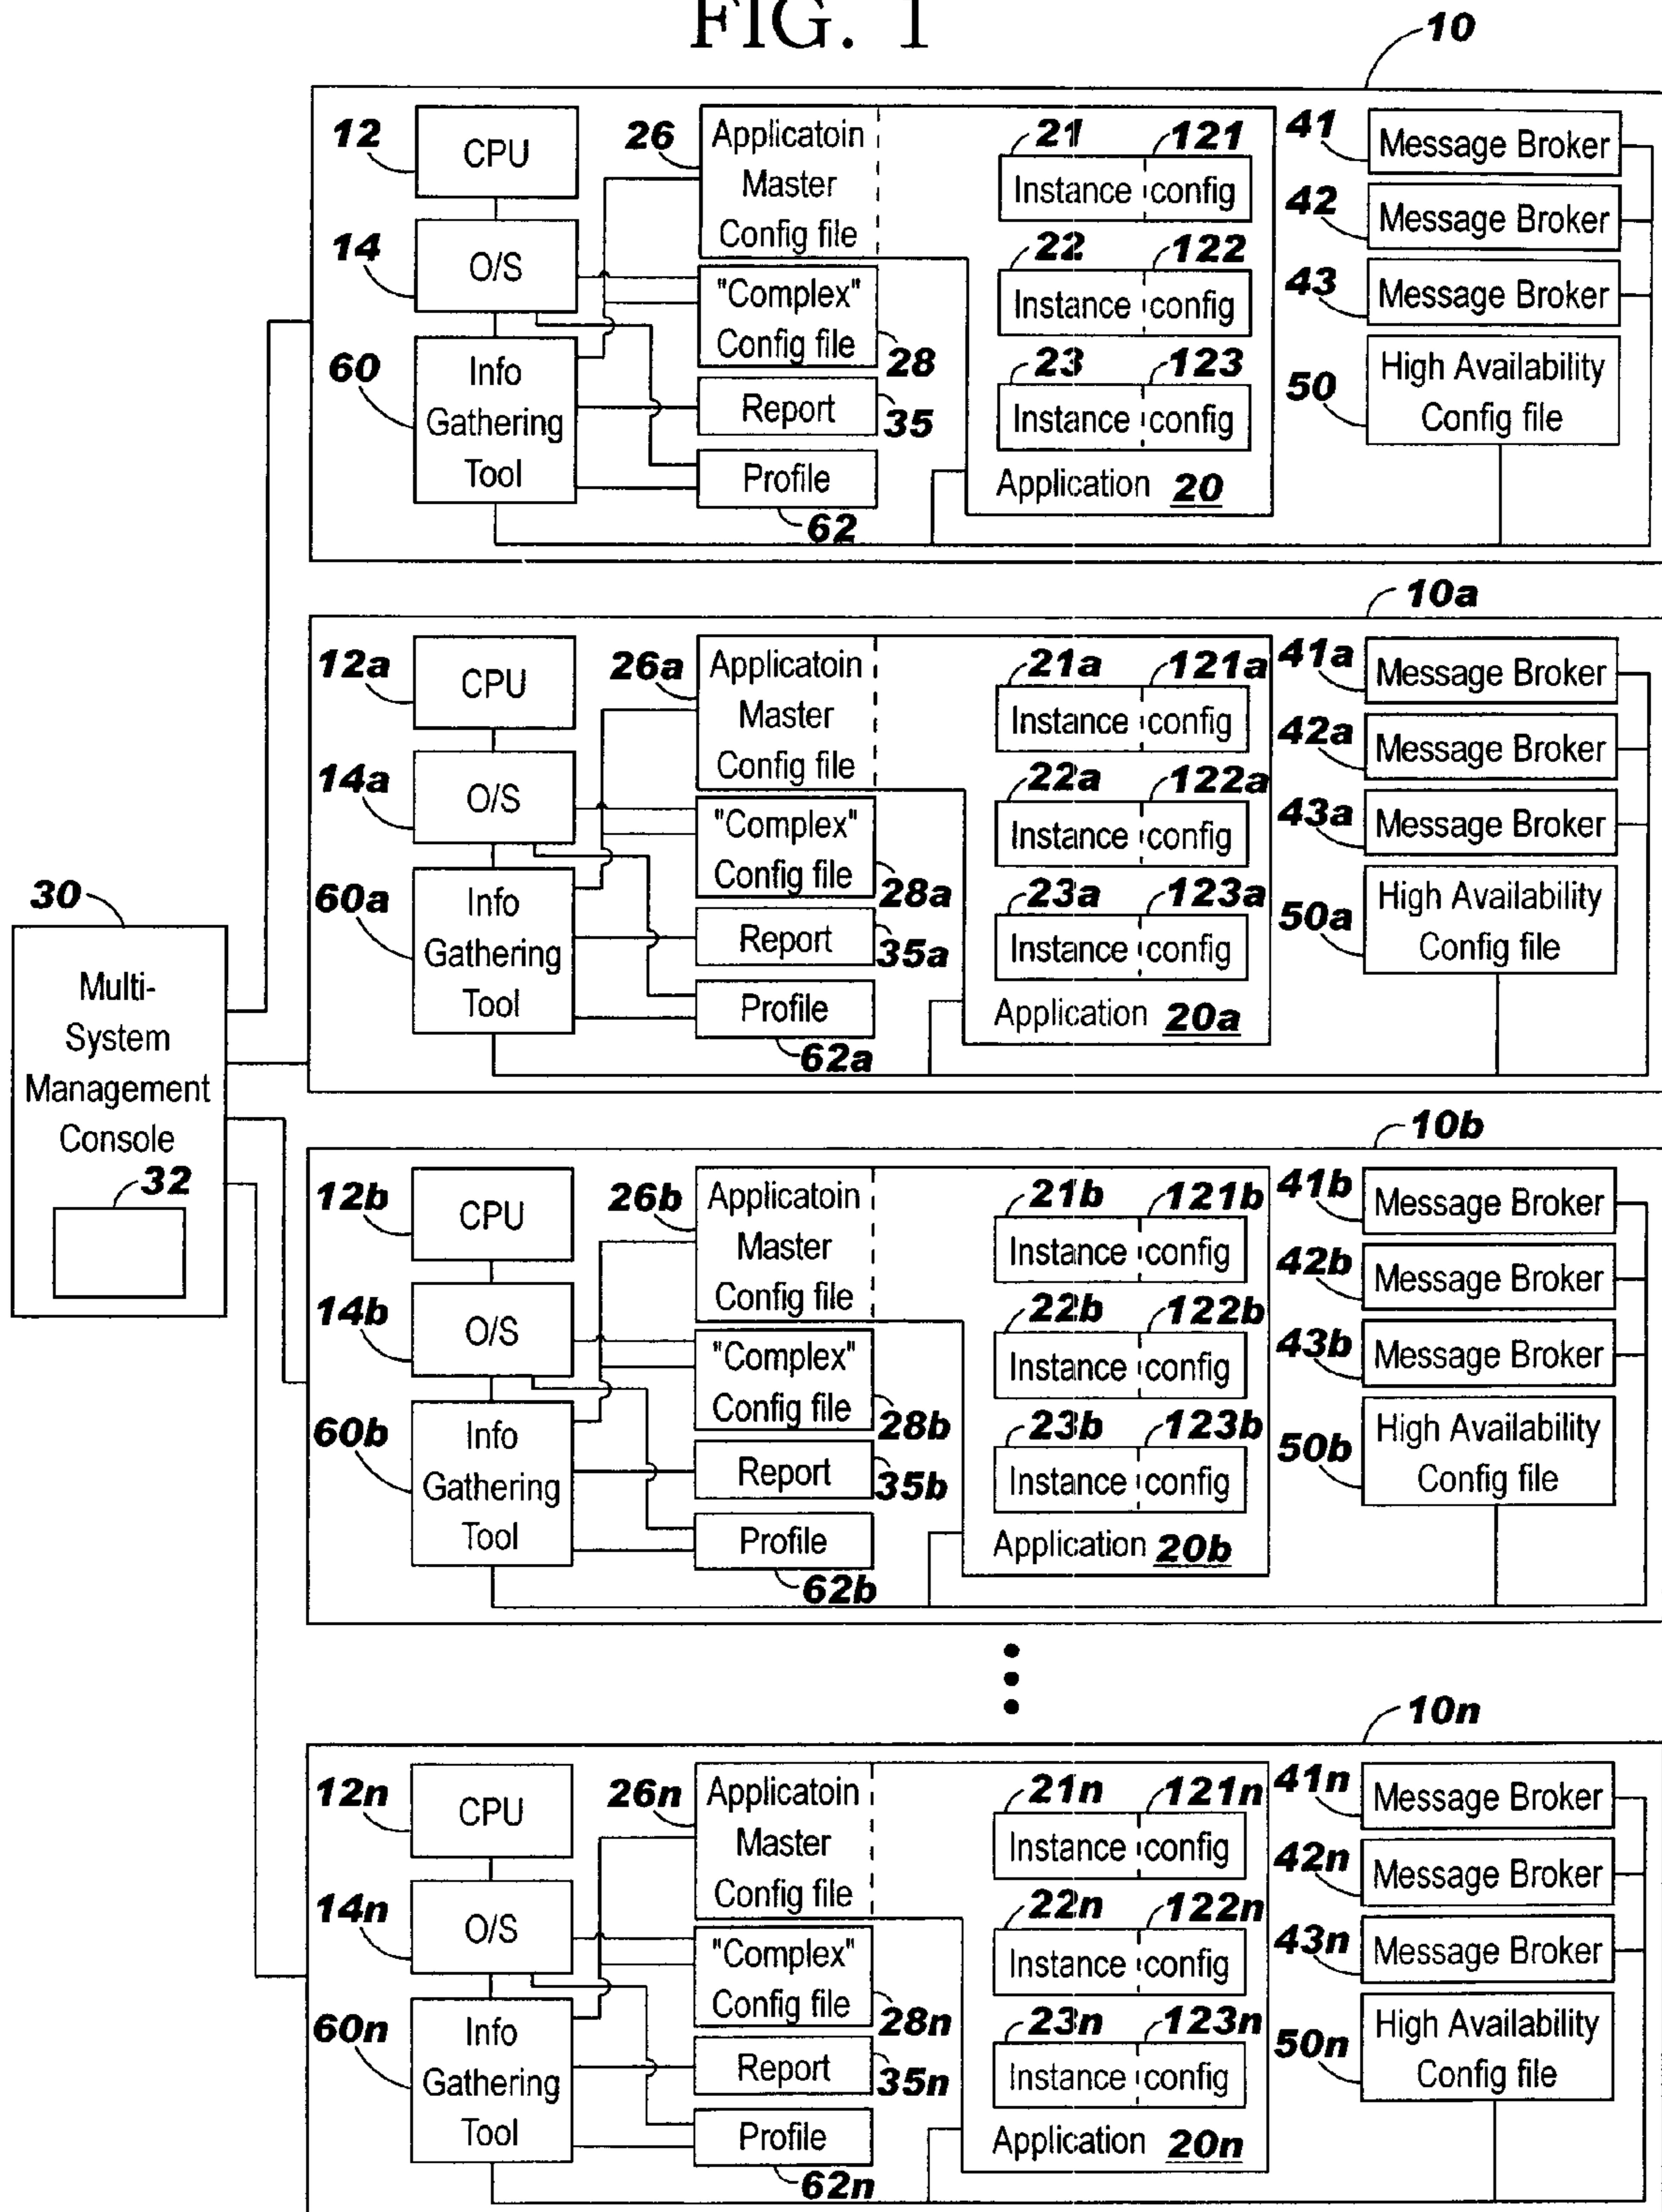 FIG. 1
10
12
CPU
26
Applicatoin
Master
Config file
21
121
Instance
config
41
Message Broker
14
O/S
"Complex"
Config file
28
22
122
Instance
config
42
Message Broker
43
Message Broker
60
Info
Gathering
Tool
Report
35
23
123
Instance
config
50
High Availability
Config file
Profile
62
Application 20
10a
12a
CPU
26a
Applicatoin
Master
Config file
21a
121a
Instance
config
41a
Message Broker
14a
O/S
"Complex"
Config file
28a
22a
122a
Instance
config
42a
Message Broker
43a
Message Broker
60a
Info
Gathering
Tool
Report
35a
23a
123a
Instance
config
50a
High Availability
Config file
Profile
62a
Application 20a
30
Multi-
System
Management
Console
32
10b
12b
CPU
26b
Applicatoin
Master
Config file
21b
121b
Instance
config
41b
Message Broker
14b
O/S
"Complex"
Config file
28b
22b
122b
Instance
config
42b
Message Broker
43b
Message Broker
60b
Info
Gathering
Tool
Report
35b
23b
123b
Instance
config
50b
High Availability
Config file
Profile
62b
Application 20b
10n
12n
CPU
26n
Applicatoin
Master
Config file
21n
121n
Instance
config
41n
Message Broker
14n
O/S
"Complex"
Config file
28n
22n
122n
Instance
config
42n
Message Broker
43n
Message Broker
60n
Info
Gathering
Tool
Report
35n
23n
123n
Instance
config
50n
High Availability
Config file
Profile
62n
Application 20n